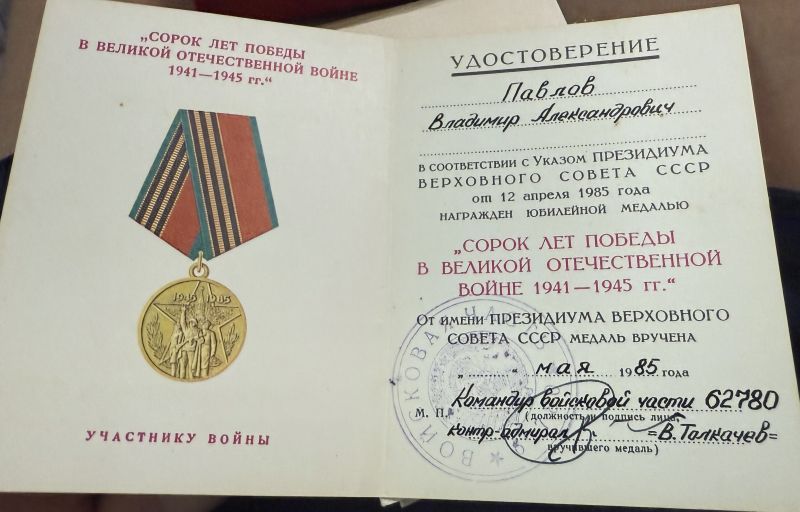 „СОРОК ЛЕТ ПОБЕДЫ
В ВЕЛИКОЙ ОТЕЧЕСТВЕННОЙ ВОЙНЕ
1941—1945 гг.“
1945 1985
УЧАСТНИКУ ВОЙНЫ
УДОСТОВЕРЕНИЕ
Павлов
Владимир Александрович
В СООТВЕТСТВИИ С УКАЗОМ ПРЕЗИДИУМА
ВЕРХОВНОГО СОВЕТА СССР
от 12 апреля 1985 года
НАГРАЖДЕН ЮБИЛЕЙНОЙ МЕДАЛЬЮ
„СОРОК ЛЕТ ПОБЕДЫ
В ВЕЛИКОЙ ОТЕЧЕСТВЕННОЙ
ВОЙНЕ 1941—1945 гг.“
ОТ ИМЕНИ ПРЕЗИДИУМА ВЕРХОВНОГО
СОВЕТА СССР МЕДАЛЬ ВРУЧЕНА
„ “ мая 1985 года
Командир войсковой части 62780
М. П. (должность и подпись лица,
контр-адмирал =В. Толкачев=
вручившего медаль)
ВОЙСКОВАЯ ЧАСТЬ